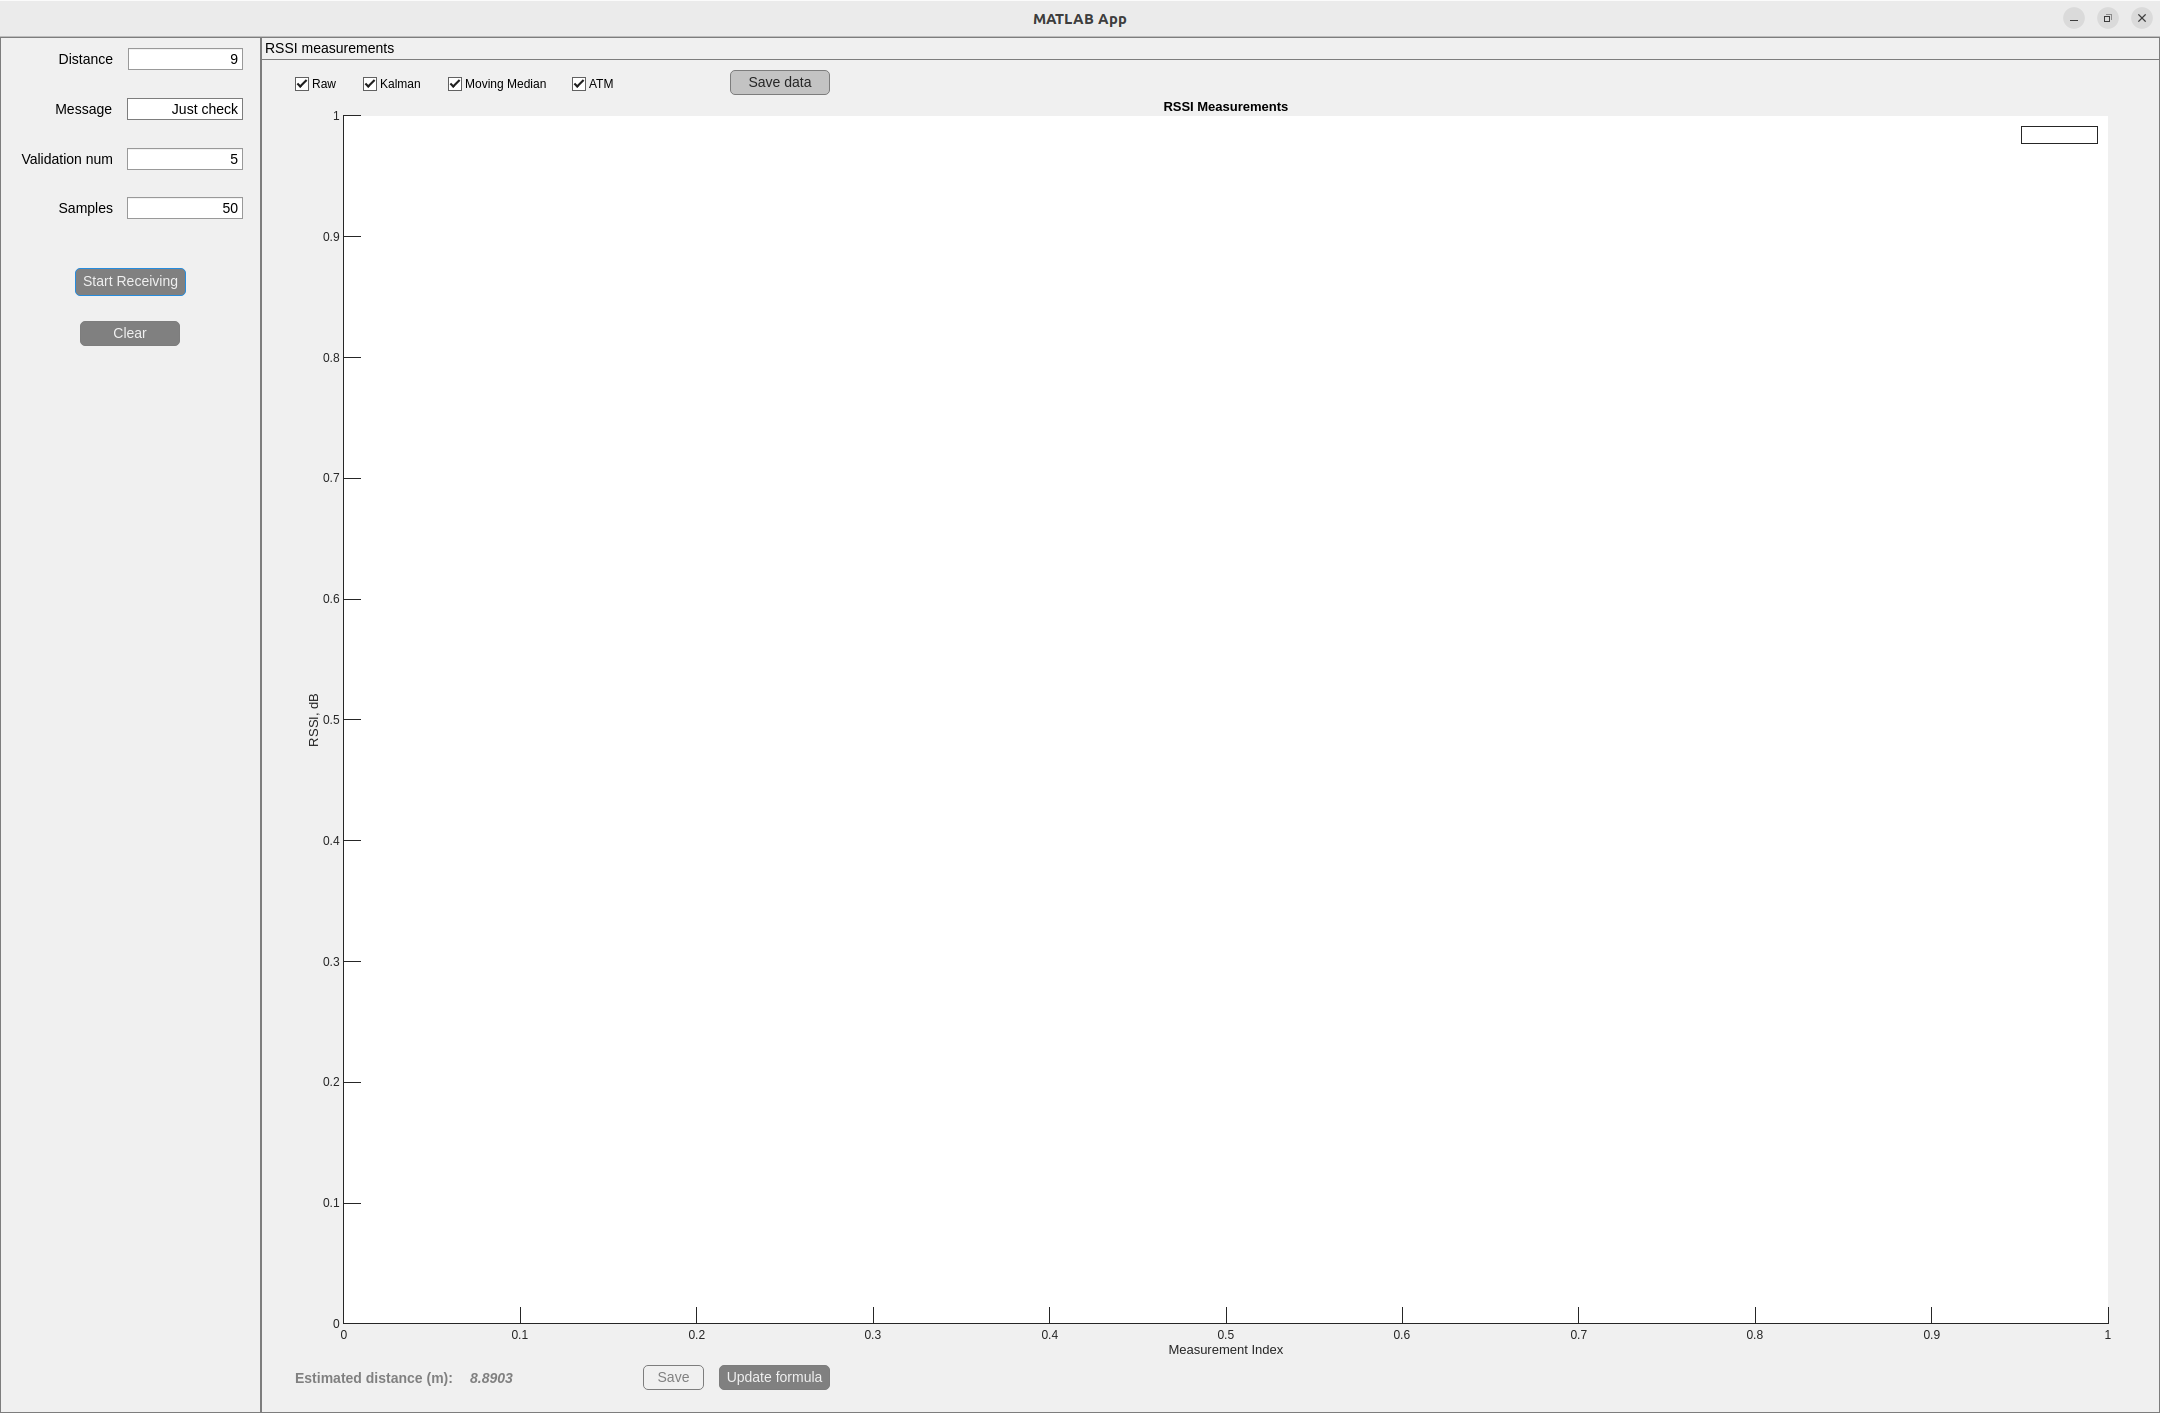 MATLAB App
Distance 9
Message Just check
Validation num 5
Samples 50
Start Receiving
Clear
RSSI measurements
Raw Kalman Moving Median ATM Save data
RSSI Measurements
1
0.9
0.8
0.7
0.6
0.5
0.4
0.3
0.2
0.1
0
RSSI, dB
0 0.1 0.2 0.3 0.4 0.5 0.6 0.7 0.8 0.9 1
Measurement Index
Estimated distance (m): 8.8903 Save Update formula